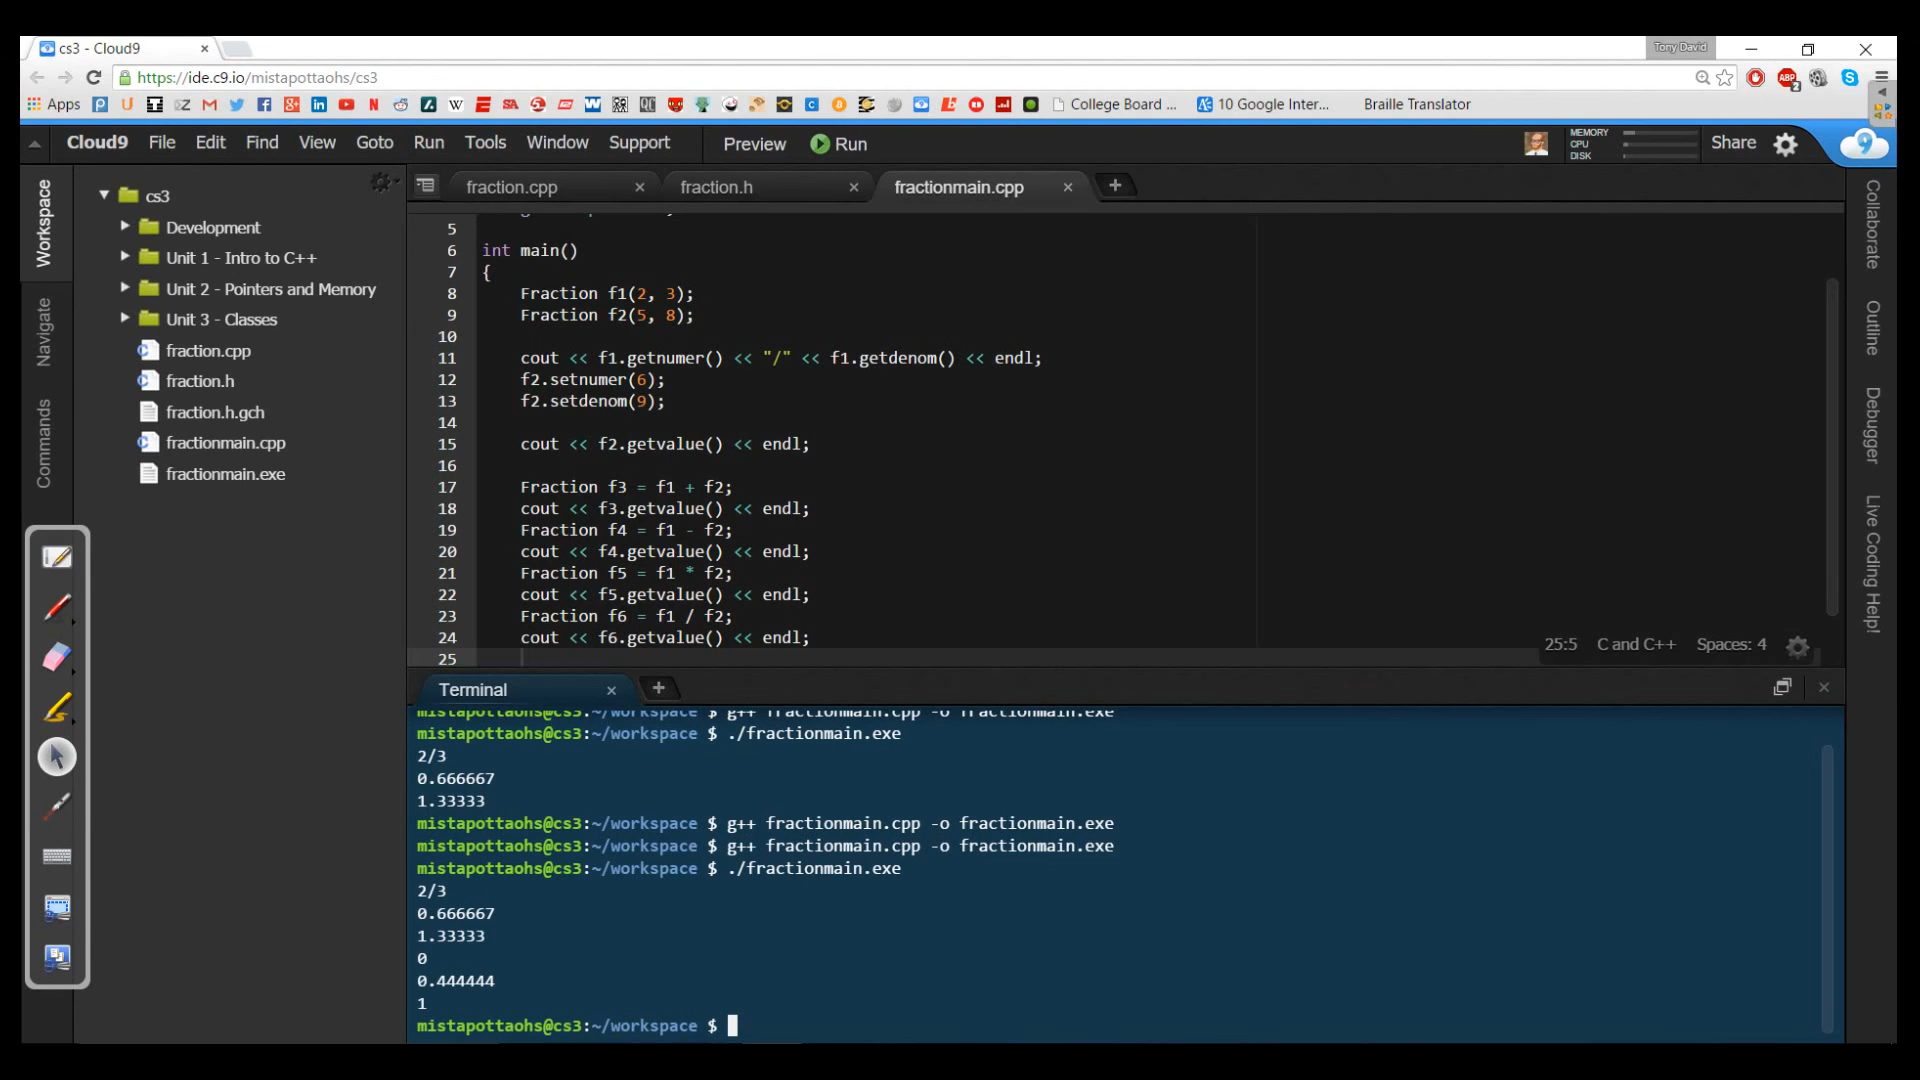 cs3 - Cloud9
Tony David
https://ide.c9.io/mistapottaohs/cs3
Apps
College Board ...
10 Google Inter...
Braille Translator
Cloud9 File Edit Find View Goto Run Tools Window Support Preview Run
MEMORY
CPU
DISK
Share
Workspace
Navigate
Commands
cs3
Development
Unit 1 - Intro to C++
Unit 2 - Pointers and Memory
Unit 3 - Classes
fraction.cpp
fraction.h
fraction.h.gch
fractionmain.cpp
fractionmain.exe
fraction.cpp fraction.h fractionmain.cpp
5
6 int main()
7 {
8 Fraction f1(2, 3);
9 Fraction f2(5, 8);
10
11 cout << f1.getnumer() << "/" << f1.getdenom() << endl;
12 f2.setnumer(6);
13 f2.setdenom(9);
14
15 cout << f2.getvalue() << endl;
16
17 Fraction f3 = f1 + f2;
18 cout << f3.getvalue() << endl;
19 Fraction f4 = f1 - f2;
20 cout << f4.getvalue() << endl;
21 Fraction f5 = f1 * f2;
22 cout << f5.getvalue() << endl;
23 Fraction f6 = f1 / f2;
24 cout << f6.getvalue() << endl;
25
25:5 C and C++ Spaces: 4
Terminal
mistapottaohs@cs3:~/workspace $ g++ fractionmain.cpp -o fractionmain.exe
mistapottaohs@cs3:~/workspace $ ./fractionmain.exe
2/3
0.666667
1.33333
mistapottaohs@cs3:~/workspace $ g++ fractionmain.cpp -o fractionmain.exe
mistapottaohs@cs3:~/workspace $ g++ fractionmain.cpp -o fractionmain.exe
mistapottaohs@cs3:~/workspace $ ./fractionmain.exe
2/3
0.666667
1.33333
0
0.444444
1
mistapottaohs@cs3:~/workspace $
Collaborate
Outline
Debugger
Live Coding Help!